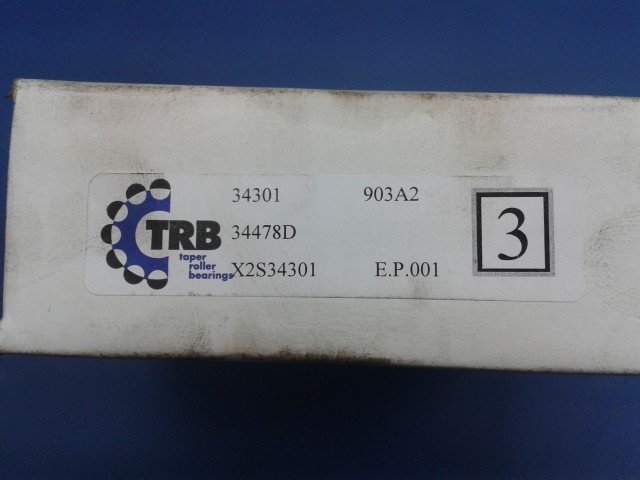 34301 903A2
TRB 34478D
taper
roller
bearings X2S34301 E.P.001
3